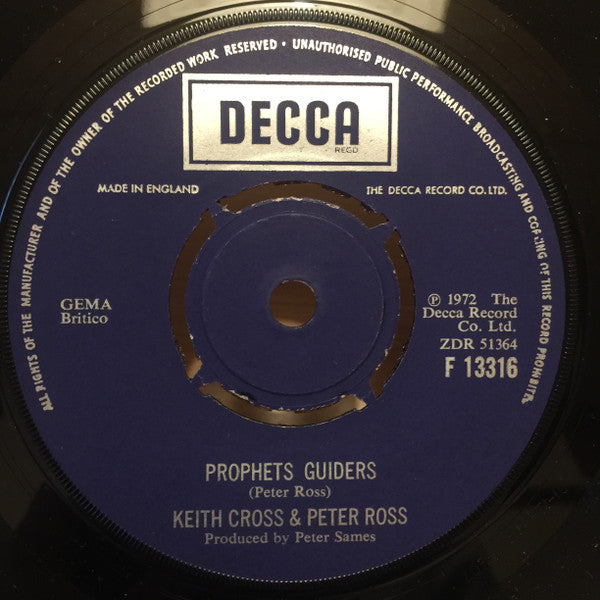 ALL RIGHTS OF THE MANUFACTURER AND OF THE OWNER OF THE RECORDED WORK RESERVED • UNAUTHORISED PUBLIC PERFORMANCE BROADCASTING AND COPYING OF THIS RECORD PROHIBITED
DECCA
REGD
MADE IN ENGLAND
THE DECCA RECORD CO. LTD.
GEMA
Britico
℗ 1972 The
Decca Record
Co. Ltd.
ZDR 51364
F 13316
PROPHETS GUIDERS
(Peter Ross)
KEITH CROSS & PETER ROSS
Produced by Peter Sames